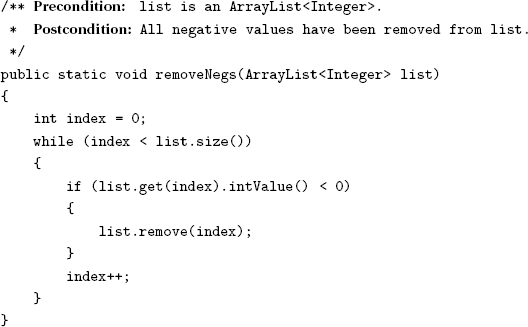 /** Precondition: list is an ArrayList<Integer>.
 * Postcondition: All negative values have been removed from list.
 */
public static void removeNegs(ArrayList<Integer> list)
{
    int index = 0;
    while (index < list.size())
    {
        if (list.get(index).intValue() < 0)
        {
            list.remove(index);
        }
        index++;
    }
}